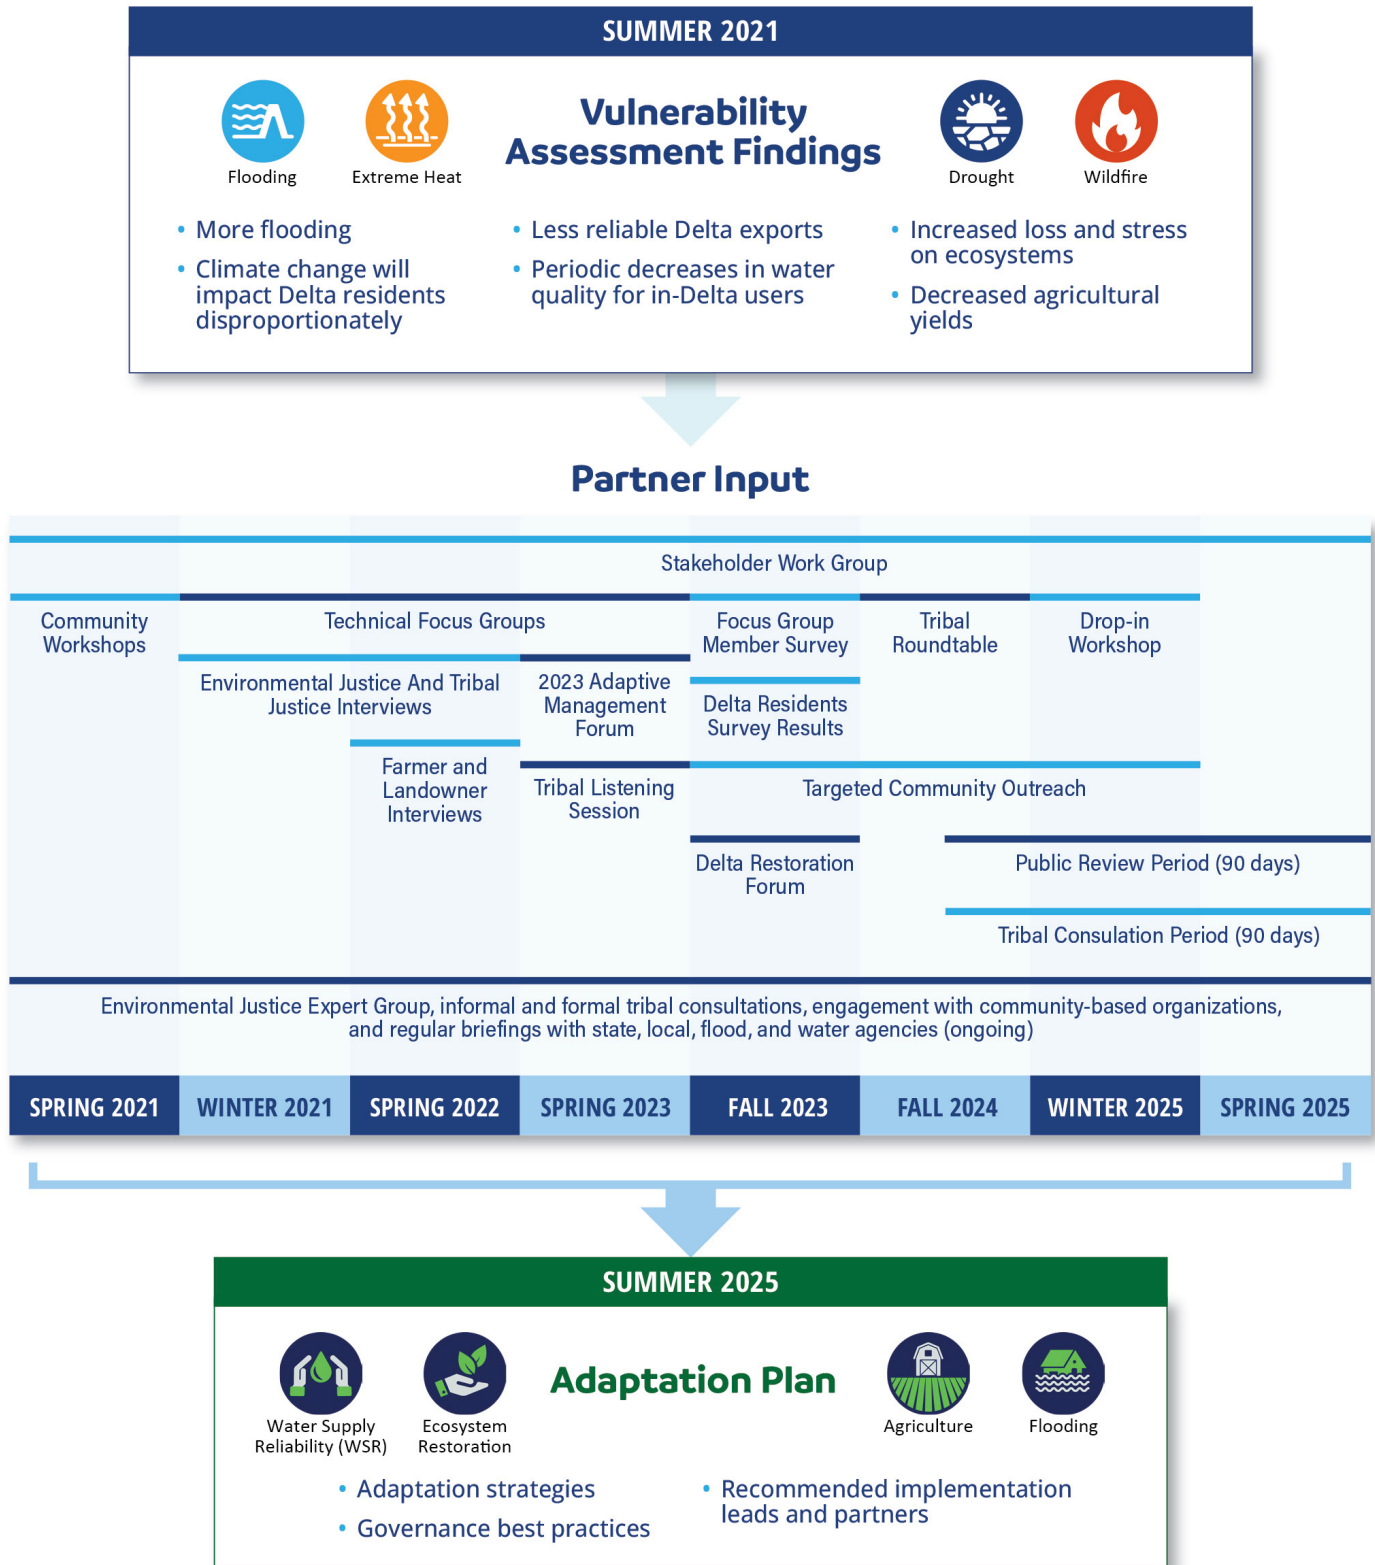 SUMMER 2021
Vulnerability
Assessment Findings
Flooding
Extreme Heat
Drought
Wildfire
• More flooding
• Climate change will
impact Delta residents
disproportionately
• Less reliable Delta exports
• Periodic decreases in water
quality for in-Delta users
• Increased loss and stress
on ecosystems
• Decreased agricultural
yields
Partner Input
Stakeholder Work Group
Community
Workshops
Technical Focus Groups
Focus Group
Member Survey
Tribal
Roundtable
Drop-in
Workshop
Environmental Justice And Tribal
Justice Interviews
2023 Adaptive
Management
Forum
Delta Residents
Survey Results
Farmer and
Landowner
Interviews
Tribal Listening
Session
Targeted Community Outreach
Delta Restoration
Forum
Public Review Period (90 days)
Tribal Consulation Period (90 days)
Environmental Justice Expert Group, informal and formal tribal consultations, engagement with community-based organizations,
and regular briefings with state, local, flood, and water agencies (ongoing)
SPRING 2021
WINTER 2021
SPRING 2022
SPRING 2023
FALL 2023
FALL 2024
WINTER 2025
SPRING 2025
SUMMER 2025
Adaptation Plan
Water Supply
Reliability (WSR)
Ecosystem
Restoration
Agriculture
Flooding
• Adaptation strategies
• Governance best practices
• Recommended implementation
leads and partners